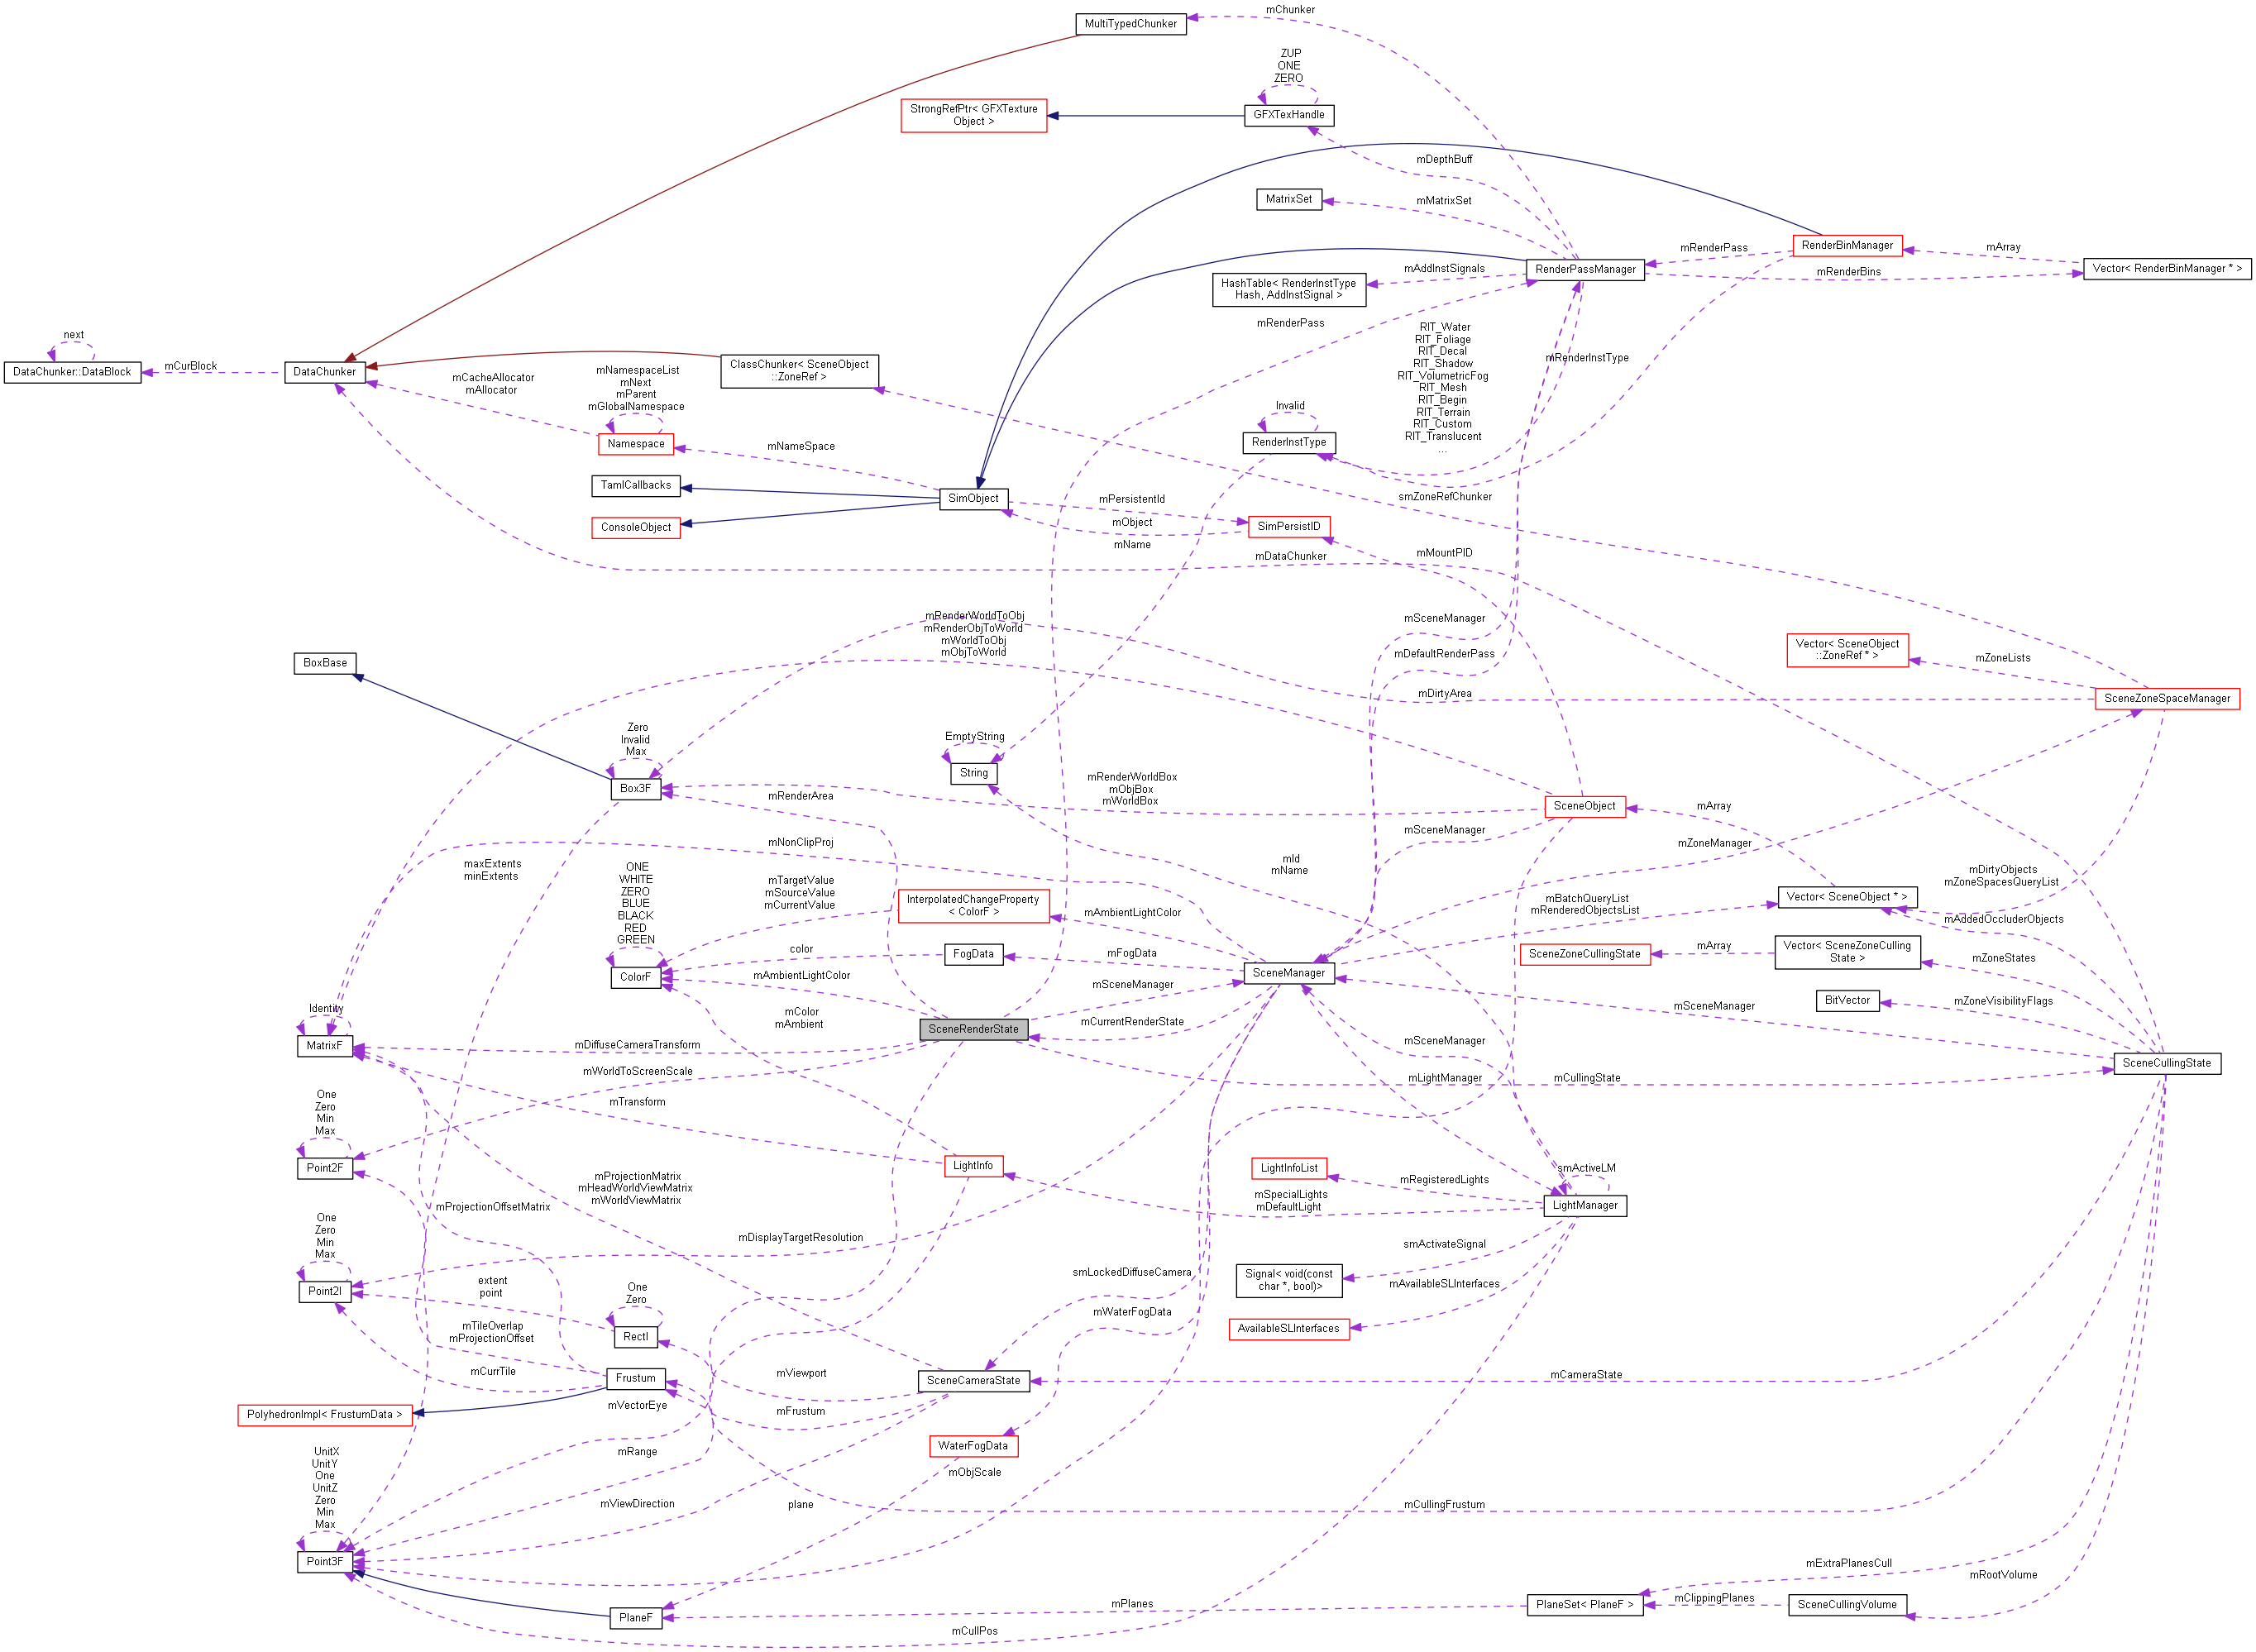 MultiTypedChunker
mChunker
ZUP
ONE
ZERO
StrongRefPtr< GFXTexture
Object >
GFXTexHandle
mDepthBuff
MatrixSet
mMatrixSet
RenderBinManager
mRenderPass
mArray
Vector< RenderBinManager * >
RenderPassManager
mRenderBins
HashTable< RenderInstType
Hash, AddInstSignal >
mAddInstSignals
mRenderPass
RIT_Water
RIT_Foliage
RIT_Decal
RIT_Shadow
RIT_VolumetricFog
RIT_Mesh
RIT_Begin
RIT_Terrain
RIT_Custom
RIT_Translucent
...
mRenderInstType
next
DataChunker::DataBlock
mCurBlock
DataChunker
ClassChunker< SceneObject
::ZoneRef >
mCacheAllocator
mAllocator
mNamespaceList
mNext
mParent
mGlobalNamespace
Namespace
mNameSpace
Invalid
RenderInstType
TamlCallbacks
SimObject
mPersistentId
smZoneRefChunker
ConsoleObject
mObject
SimPersistID
mName
mDataChunker
mMountPID
mRenderWorldToObj
mRenderObjToWorld
mWorldToObj
mObjToWorld
mSceneManager
Vector< SceneObject
::ZoneRef * >
mZoneLists
BoxBase
mDefaultRenderPass
mDirtyArea
SceneZoneSpaceManager
Zero
Invalid
Max
Box3F
EmptyString
String
mRenderWorldBox
mObjBox
mWorldBox
mRenderArea
SceneObject
mArray
mNonClipProj
mSceneManager
mZoneManager
maxExtents
minExtents
mId
mName
ONE
WHITE
ZERO
BLUE
BLACK
RED
GREEN
ColorF
mTargetValue
mSourceValue
mCurrentValue
InterpolatedChangeProperty
< ColorF >
mAmbientLightColor
mBatchQueryList
mRenderedObjectsList
Vector< SceneObject * >
mDirtyObjects
mZoneSpacesQueryList
mAddedOccluderObjects
color
FogData
mFogData
SceneZoneCullingState
mArray
Vector< SceneZoneCulling
State >
mZoneStates
mAmbientLightColor
mSceneManager
SceneManager
BitVector
mZoneVisibilityFlags
mSceneManager
Identity
MatrixF
mColor
mAmbient
SceneRenderState
mCurrentRenderState
mDiffuseCameraTransform
mSceneManager
SceneCullingState
mWorldToScreenScale
mLightManager
mCullingState
One
Zero
Min
Max
Point2F
mTransform
LightInfo
LightInfoList
smActiveLM
mRegisteredLights
mProjectionMatrix
mHeadWorldViewMatrix
mWorldViewMatrix
mSpecialLights
mDefaultLight
LightManager
mProjectionOffsetMatrix
One
Zero
Min
Max
Point2I
mDisplayTargetResolution
smActivateSignal
extent
point
One
Zero
RectI
smLockedDiffuseCamera
Signal< void(const
char *, bool)>
mAvailableSLInterfaces
mWaterFogData
AvailableSLInterfaces
mTileOverlap
mProjectionOffset
mCurrTile
Frustum
mViewport
SceneCameraState
mCameraState
PolyhedronImpl< FrustumData >
mVectorEye
mFrustum
UnitX
UnitY
One
UnitZ
Zero
Min
Max
Point3F
mRange
WaterFogData
mObjScale
mViewDirection
plane
mCullingFrustum
mExtraPlanesCull
mRootVolume
PlaneF
mPlanes
PlaneSet< PlaneF >
mClippingPlanes
SceneCullingVolume
mCullPos